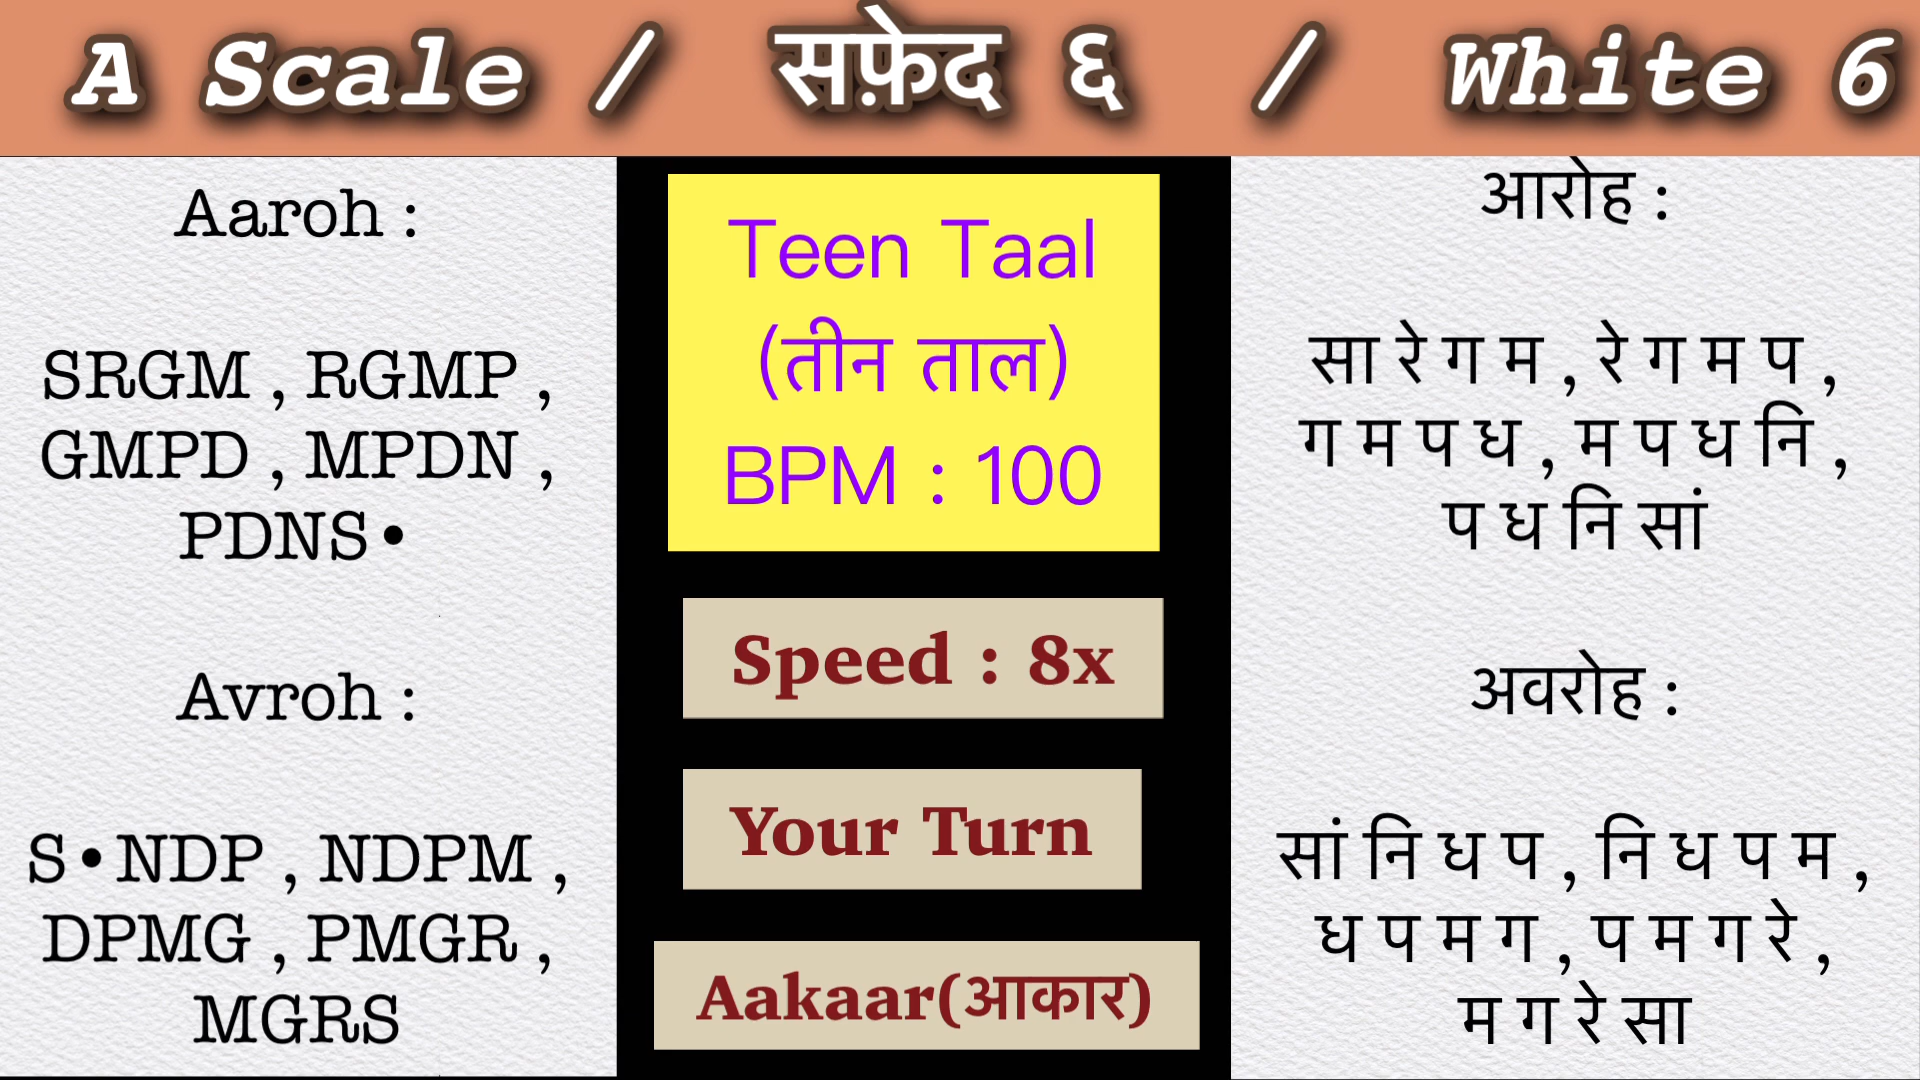 A Scale / सफ़ेद ६ / White 6
Aaroh :
SRGM , RGMP ,
GMPD , MPDN ,
PDNS•
Avroh :
S•NDP , NDPM ,
DPMG , PMGR ,
MGRS
Teen Taal
(तीन ताल)
BPM : 100
Speed : 8x
Your Turn
Aakaar(आकार)
आरोह :
सा रे ग म , रे ग म प ,
ग म प ध , म प ध नि ,
प ध नि सां
अवरोह :
सां नि ध प , नि ध प म ,
ध प म ग , प म ग रे ,
म ग रे सा